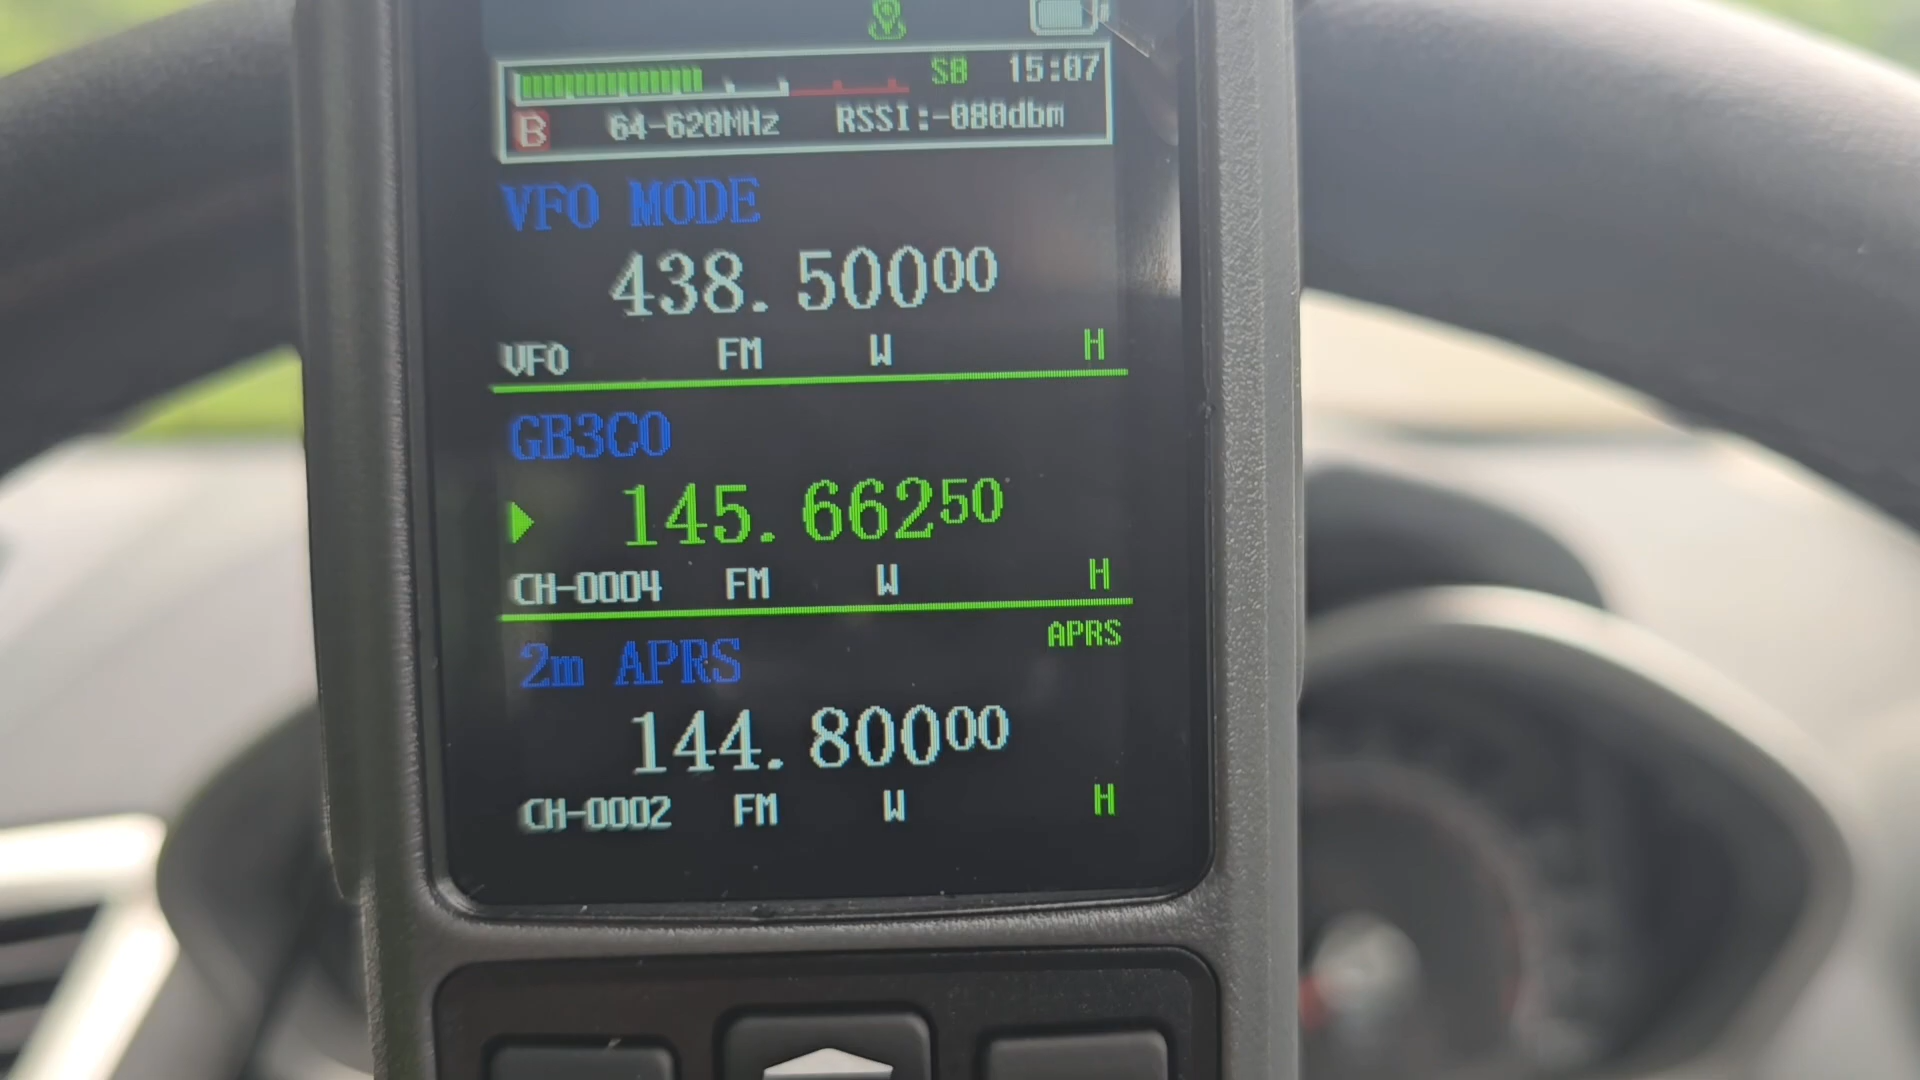 S8 15:07
B 64-620MHz RSSI:-080dbm
VFO MODE
438.50000
VFO FM W H
GB3CO
145.66250
CH-0004 FM W H
APRS
2m APRS
144.80000
CH-0002 FM W H